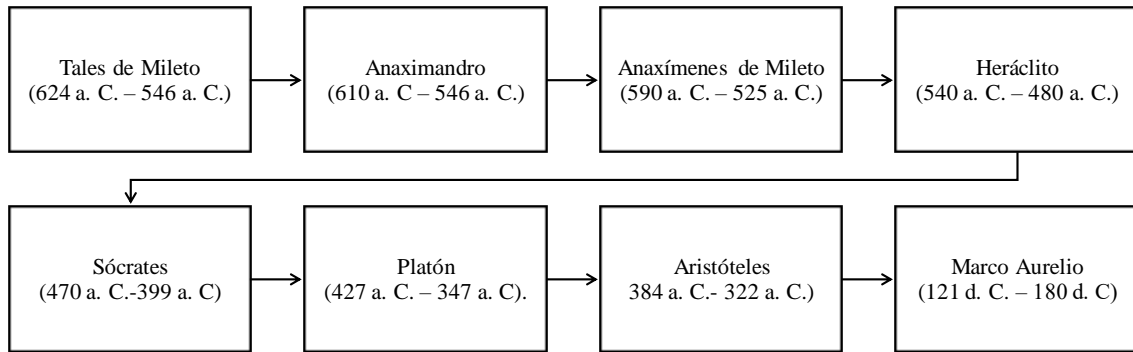 Tales de Mileto
(624 a. C. – 546 a. C.)
Anaximandro
(610 a. C – 546 a. C.)
Anaxímenes de Mileto
(590 a. C. – 525 a. C.)
Heráclito
(540 a. C. – 480 a. C.)
Sócrates
(470 a. C.-399 a. C)
Platón
(427 a. C. – 347 a. C).
Aristóteles
384 a. C.- 322 a. C.)
Marco Aurelio
(121 d. C. – 180 d. C)